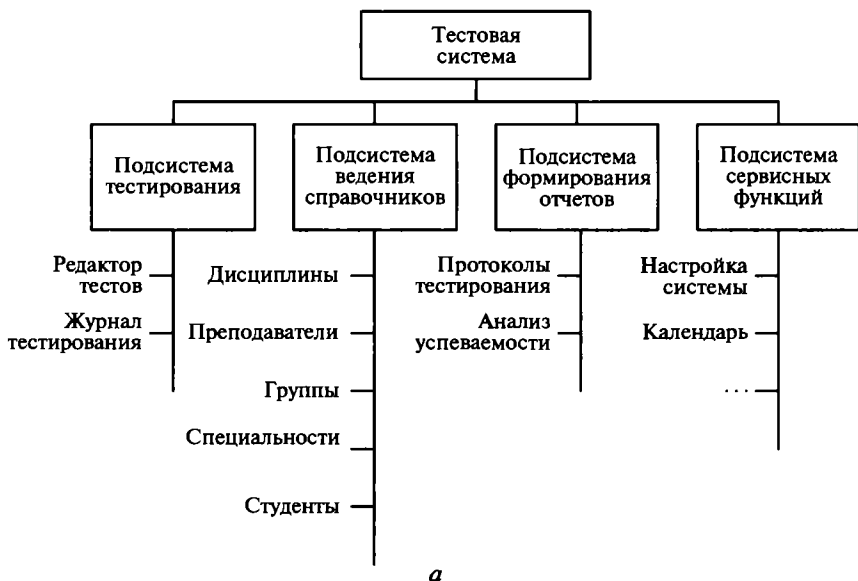 Тестовая
система
Подсистема
тестирования
Подсистема
ведения
справочников
Подсистема
формирования
отчетов
Подсистема
сервисных
функций
Редактор
тестов
Журнал
тестирования
Дисциплины
Преподаватели
Группы
Специальности
Студенты
Протоколы
тестирования
Анализ
успеваемости
Настройка
системы
Календарь
...
а